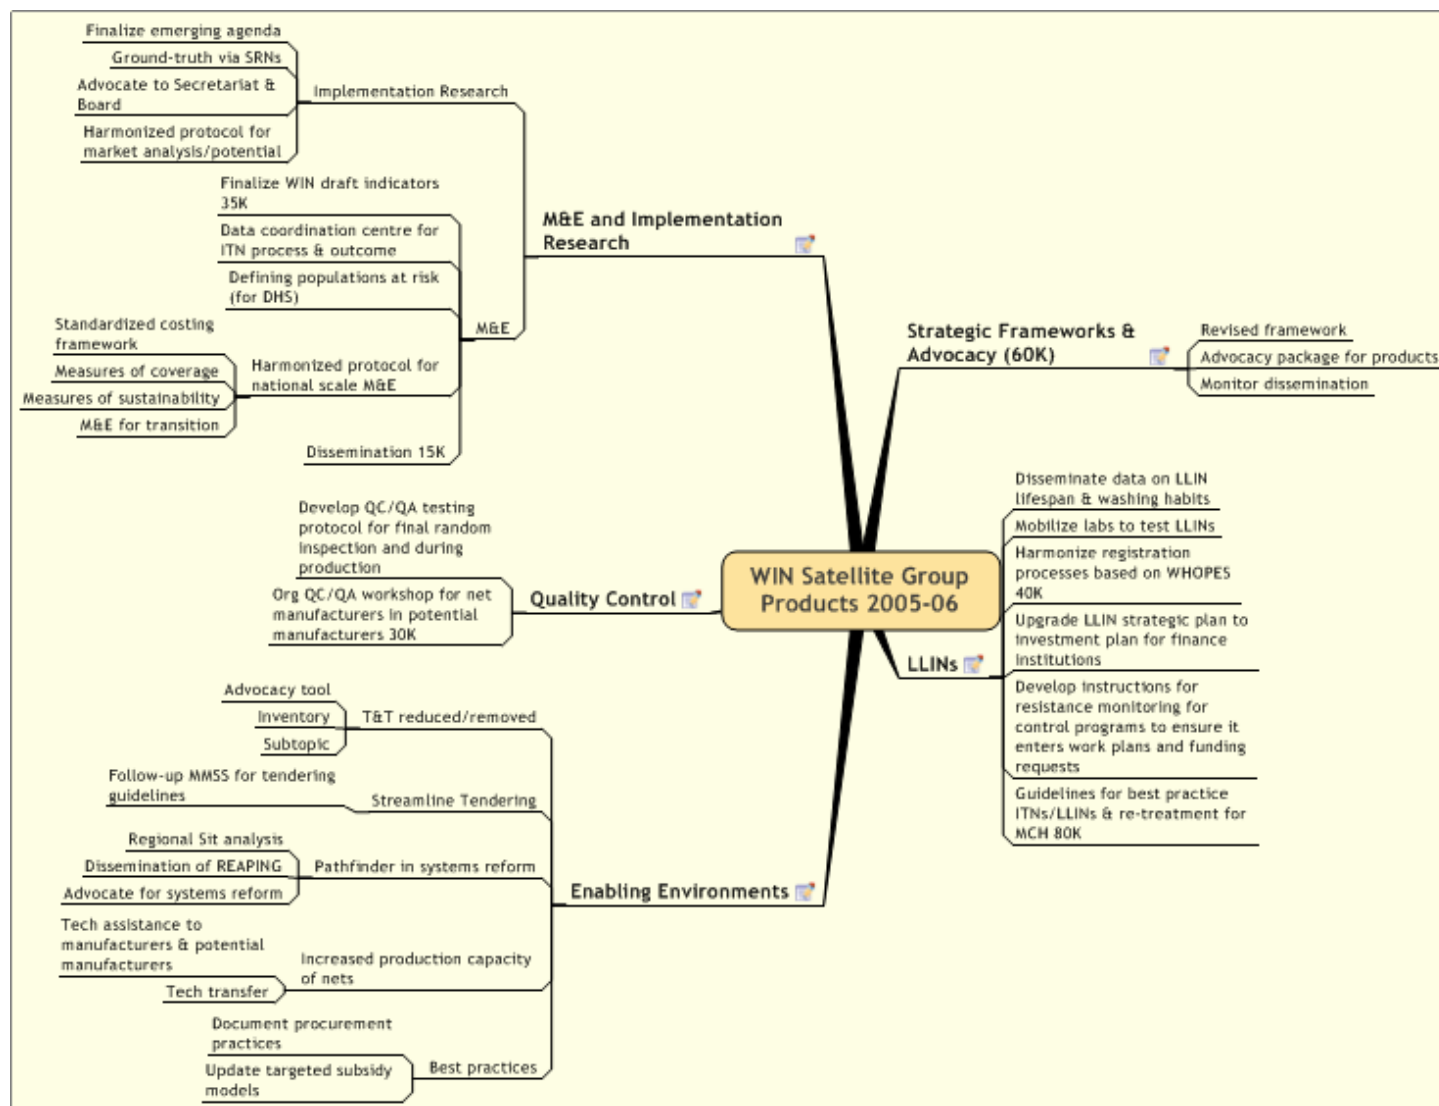 Finalize emerging agenda
Ground-truth via SRNs
Advocate to Secretariat &
Board
Harmonized protocol for
market analysis/potential
Implementation Research
Finalize WIN draft indicators
35K
Data coordination centre for
ITN process & outcome
Defining populations at risk
(for DHS)
Standardized costing
framework
Measures of coverage
Measures of sustainability
M&E for transition
Harmonized protocol for
national scale M&E
Dissemination 15K
M&E
M&E and Implementation
Research
Develop QC/QA testing
protocol for final random
inspection and during
production
Org QC/QA workshop for net
manufacturers in potential
manufacturers 30K
Quality Control
Advocacy tool
Inventory
Subtopic
T&T reduced/removed
Follow-up MMSS for tendering
guidelines
Streamline Tendering
Regional Sit analysis
Dissemination of REAPING
Advocate for systems reform
Pathfinder in systems reform
Tech assistance to
manufacturers & potential
manufacturers
Tech transfer
Increased production capacity
of nets
Document procurement
practices
Update targeted subsidy
models
Best practices
Enabling Environments
WIN Satellite Group
Products 2005-06
Strategic Frameworks &
Advocacy (60K)
Revised framework
Advocacy package for products
Monitor dissemination
LLINs
Disseminate data on LLIN
lifespan & washing habits
Mobilize labs to test LLINs
Harmonize registration
processes based on WHOPES
40K
Upgrade LLIN strategic plan to
investment plan for finance
institutions
Develop instructions for
resistance monitoring for
control programs to ensure it
enters work plans and funding
requests
Guidelines for best practice
ITNs/LLINs & re-treatment for
MCH 80K